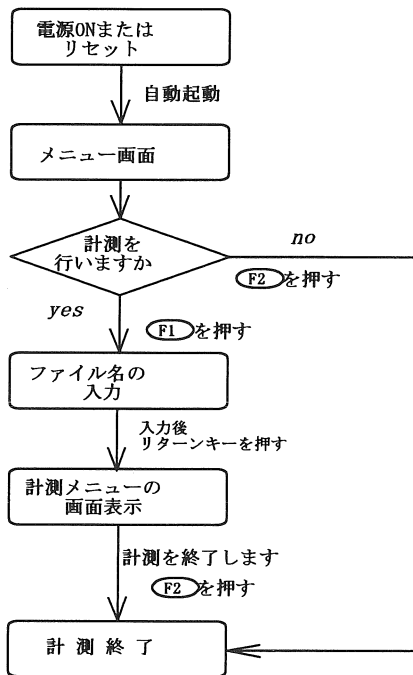 電源ONまたは
リセット
自動起動
メニュー画面
計測を
行いますか
no
F2を押す
yes
F1を押す
ファイル名の
入力
入力後
リターンキーを押す
計測メニューの
画面表示
計測を終了します
F2を押す
計測終了